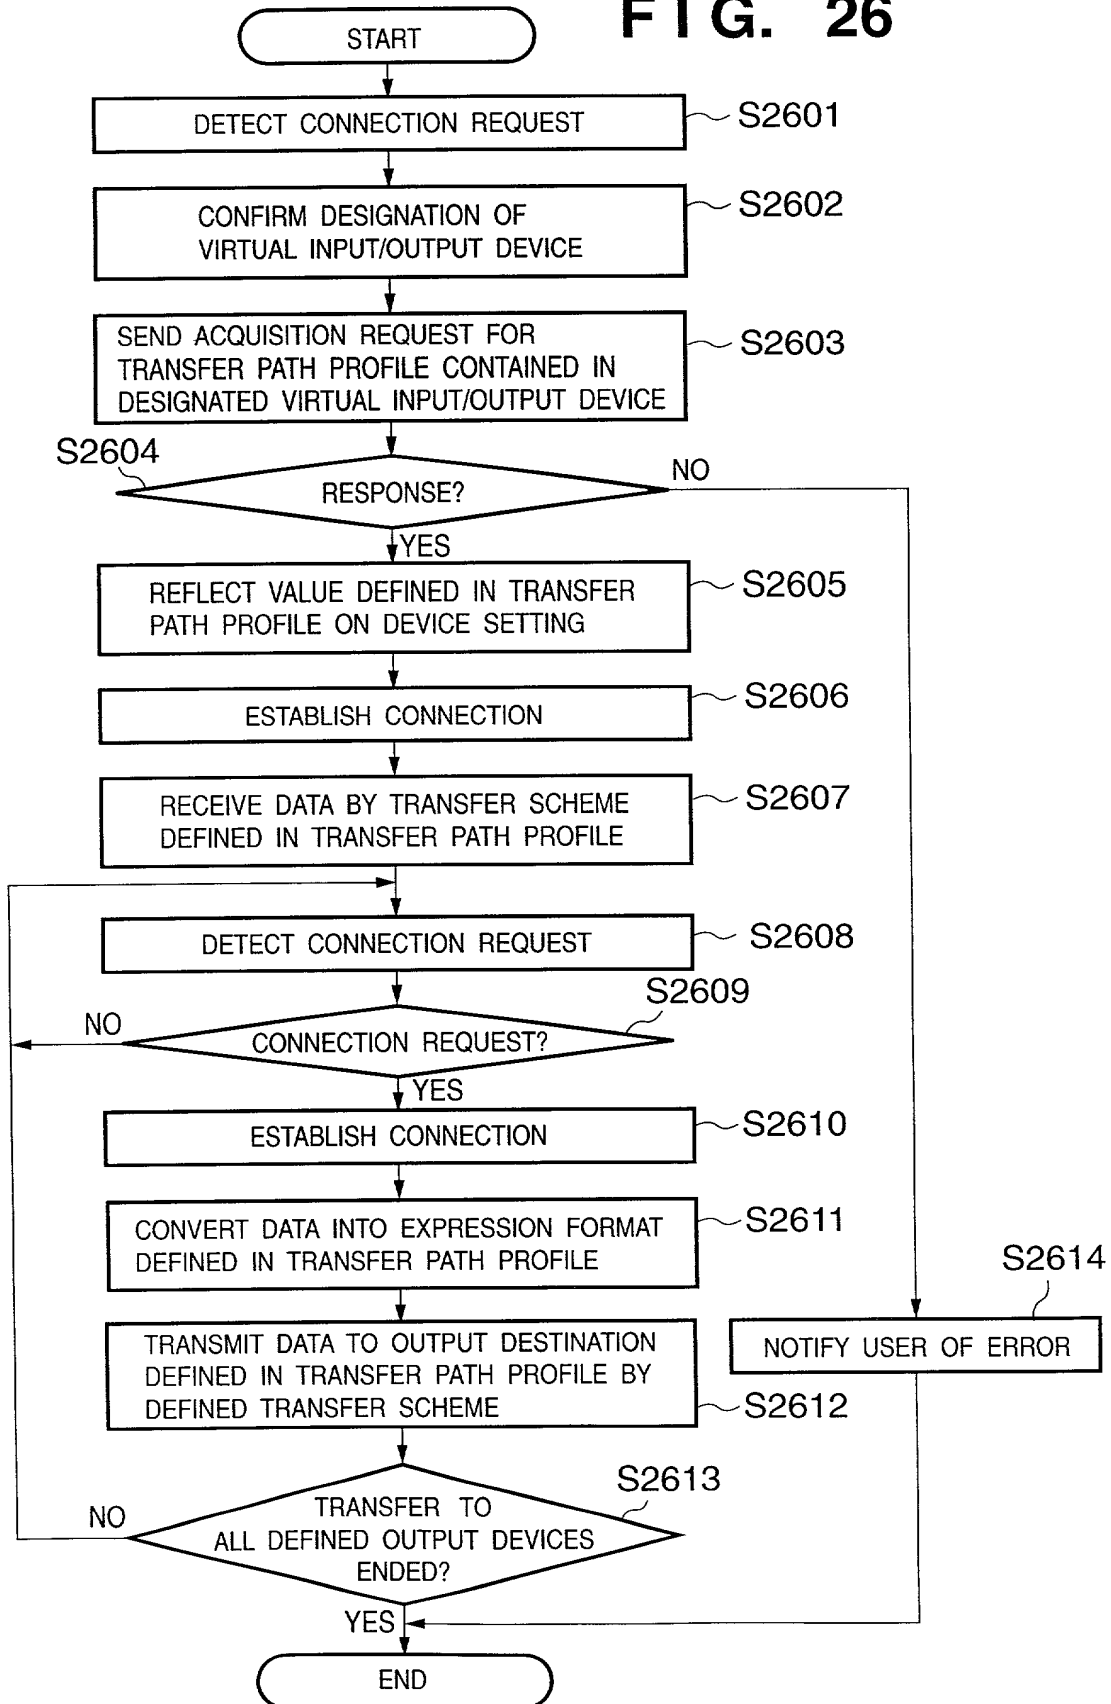 FIG. 26
START
DETECT CONNECTION REQUEST
S2601
CONFIRM DESIGNATION OF
VIRTUAL INPUT/OUTPUT DEVICE
S2602
SEND ACQUISITION REQUEST FOR
TRANSFER PATH PROFILE CONTAINED IN
DESIGNATED VIRTUAL INPUT/OUTPUT DEVICE
S2603
S2604
RESPONSE?
NO
YES
REFLECT VALUE DEFINED IN TRANSFER
PATH PROFILE ON DEVICE SETTING
S2605
ESTABLISH CONNECTION
S2606
RECEIVE DATA BY TRANSFER SCHEME
DEFINED IN TRANSFER PATH PROFILE
S2607
DETECT CONNECTION REQUEST
S2608
S2609
NO
CONNECTION REQUEST?
YES
ESTABLISH CONNECTION
S2610
CONVERT DATA INTO EXPRESSION FORMAT
DEFINED IN TRANSFER PATH PROFILE
S2611
S2614
NOTIFY USER OF ERROR
TRANSMIT DATA TO OUTPUT DESTINATION
DEFINED IN TRANSFER PATH PROFILE BY
DEFINED TRANSFER SCHEME
S2612
S2613
NO
TRANSFER TO
ALL DEFINED OUTPUT DEVICES
ENDED?
YES
END